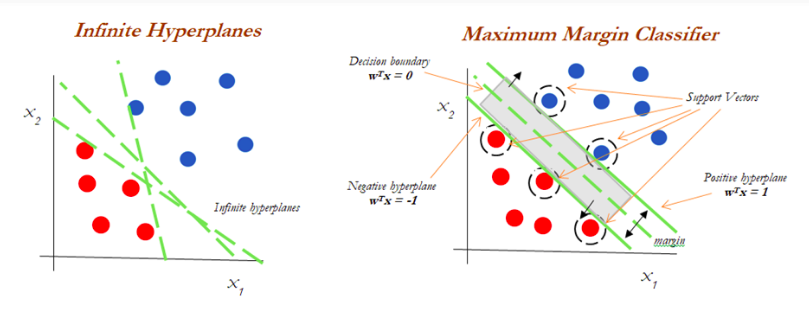 Infinite Hyperplanes
X2
Infinite hyperplanes
X1
Maximum Margin Classifier
Decision boundary
wTx = 0
X2
Support Vectors
Negative hyperplane
wTx = -1
Positive hyperplane
wTx = 1
margin
X1